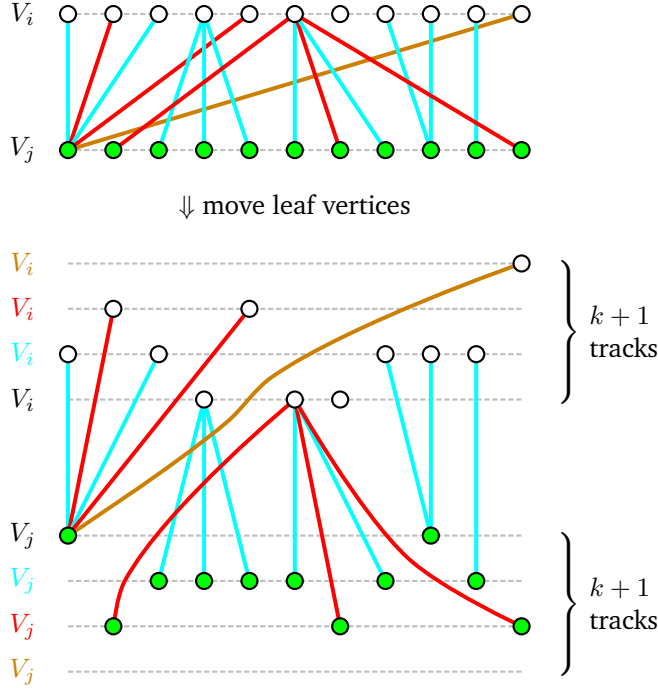 V_i
V_j
⇓ move leaf vertices
V_i
V_i
V_i
V_i
k + 1
tracks
V_j
V_j
V_j
V_j
k + 1
tracks